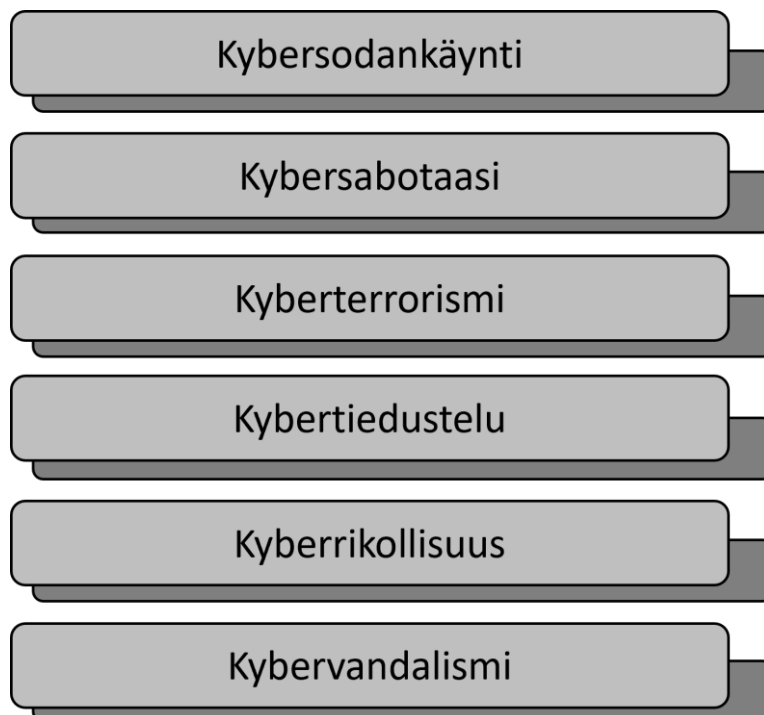 Kybersodankäynti
Kybersabotaasi
Kyberterrorismi
Kybertiedustelu
Kyberrikollisuus
Kybervandalismi